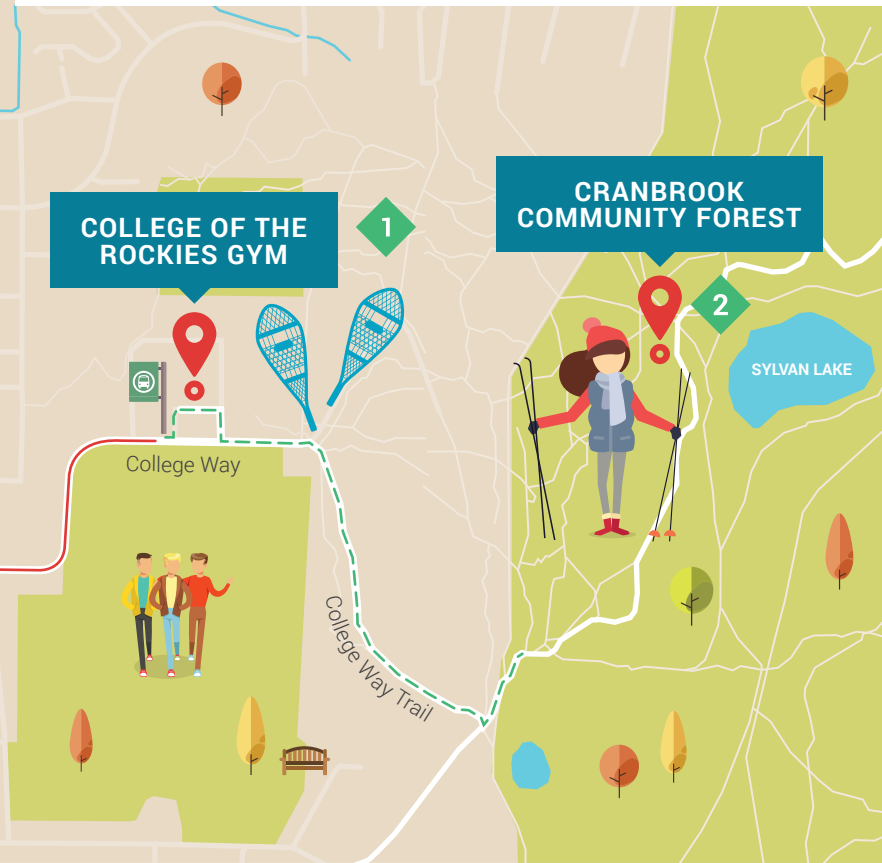 COLLEGE OF THE
ROCKIES GYM
1
CRANBROOK
COMMUNITY FOREST
2
SYLVAN LAKE
College Way
College Way Trail